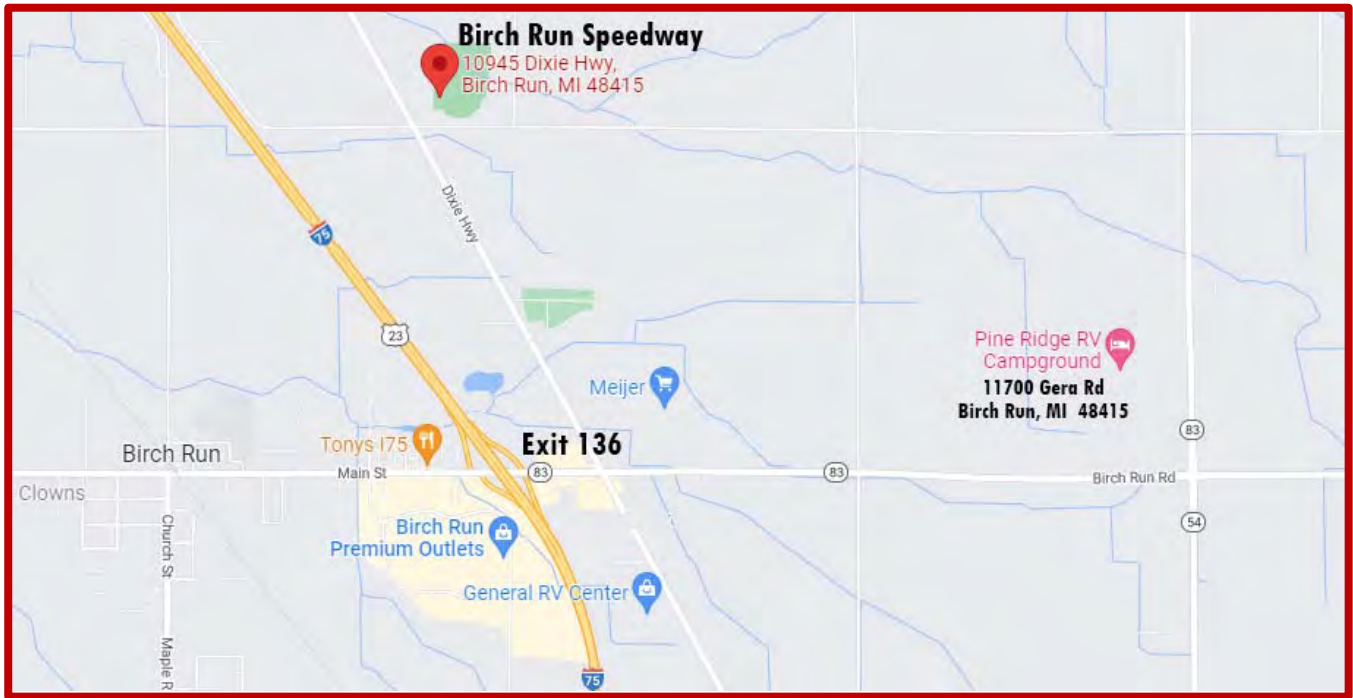 Birch Run Speedway
10945 Dixie Hwy,
Birch Run, MI 48415
Dixie Hwy
75
23
Meijer
Pine Ridge RV
Campground
11700 Gera Rd
Birch Run, MI 48415
83
Tonys I75
Exit 136
Birch Run
Main St
83
83
Birch Run Rd
Clowns
54
Church St
Birch Run
Premium Outlets
General RV Center
Maple R
75